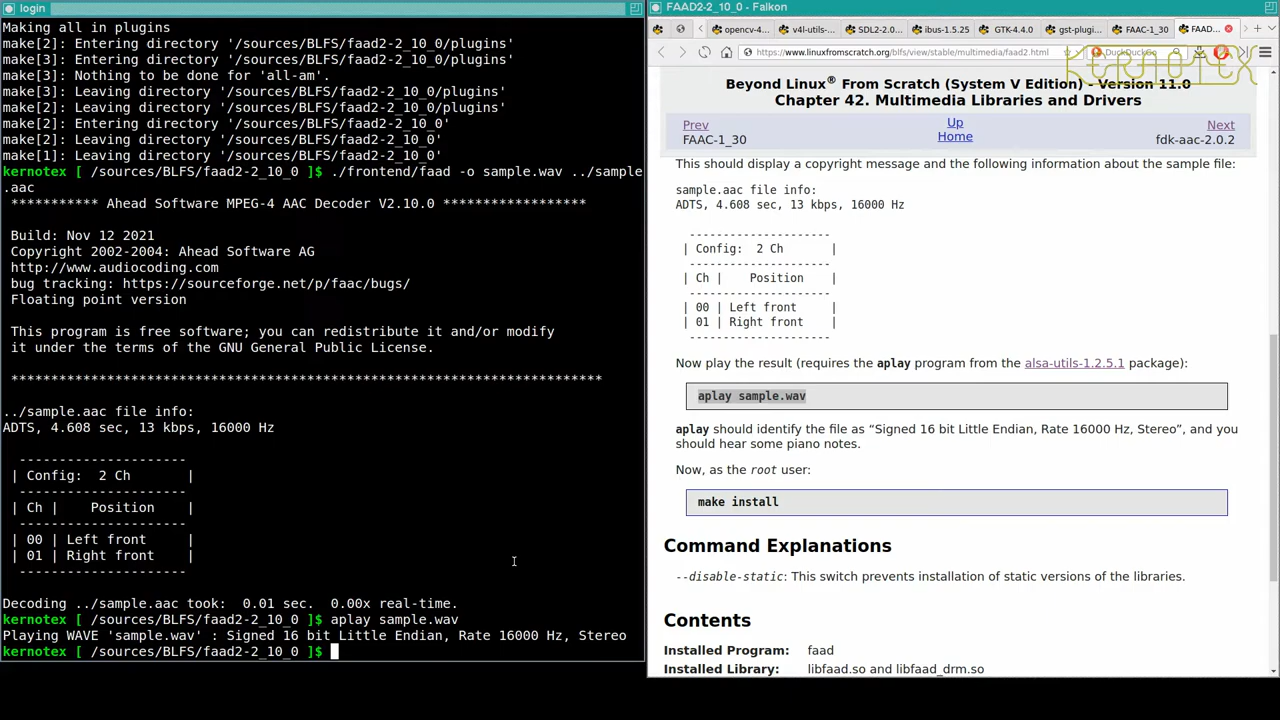 login
Making all in plugins
make[2]: Entering directory '/sources/BLFS/faad2-2_10_0/plugins'
make[3]: Entering directory '/sources/BLFS/faad2-2_10_0/plugins'
make[3]: Nothing to be done for 'all-am'.
make[3]: Leaving directory '/sources/BLFS/faad2-2_10_0/plugins'
make[2]: Leaving directory '/sources/BLFS/faad2-2_10_0/plugins'
make[2]: Entering directory '/sources/BLFS/faad2-2_10_0'
make[2]: Leaving directory '/sources/BLFS/faad2-2_10_0'
make[1]: Leaving directory '/sources/BLFS/faad2-2_10_0'
kernotex [ /sources/BLFS/faad2-2_10_0 ]$ ./frontend/faad -o sample.wav ../sample
.aac
*********** Ahead Software MPEG-4 AAC Decoder V2.10.0 ******************
Build: Nov 12 2021
Copyright 2002-2004: Ahead Software AG
http://www.audiocoding.com
bug tracking: https://sourceforge.net/p/faac/bugs/
Floating point version
This program is free software; you can redistribute it and/or modify
it under the terms of the GNU General Public License.
**************************************************************************
../sample.aac file info:
ADTS, 4.608 sec, 13 kbps, 16000 Hz
---------------------
| Config:  2 Ch       |
---------------------
| Ch |    Position    |
---------------------
| 00 | Left front     |
| 01 | Right front    |
---------------------
Decoding ../sample.aac took:  0.01 sec.  0.00x real-time.
kernotex [ /sources/BLFS/faad2-2_10_0 ]$ aplay sample.wav
Playing WAVE 'sample.wav' : Signed 16 bit Little Endian, Rate 16000 Hz, Stereo
kernotex [ /sources/BLFS/faad2-2_10_0 ]$
FAAD2-2_10_0 - Falkon
opencv-4... v4l-utils-... SDL2-2.0... ibus-1.5.25 GTK-4.4.0 gst-plugi... FAAC-1_30 FAAD...
https://www.linuxfromscratch.org/blfs/view/stable/multimedia/faad2.html DuckDuckGo
KERNOTEX
Beyond Linux® From Scratch (System V Edition) - Version 11.0
Chapter 42. Multimedia Libraries and Drivers
Prev Up Next
FAAC-1_30 Home fdk-aac-2.0.2
This should display a copyright message and the following information about the sample file:
sample.aac file info:
ADTS, 4.608 sec, 13 kbps, 16000 Hz
---------------------
| Config:  2 Ch       |
---------------------
| Ch |    Position    |
---------------------
| 00 | Left front     |
| 01 | Right front    |
---------------------
Now play the result (requires the aplay program from the alsa-utils-1.2.5.1 package):
aplay sample.wav
aplay should identify the file as “Signed 16 bit Little Endian, Rate 16000 Hz, Stereo”, and you
should hear some piano notes.
Now, as the root user:
make install
Command Explanations
--disable-static: This switch prevents installation of static versions of the libraries.
Contents
Installed Program: faad
Installed Library: libfaad.so and libfaad_drm.so